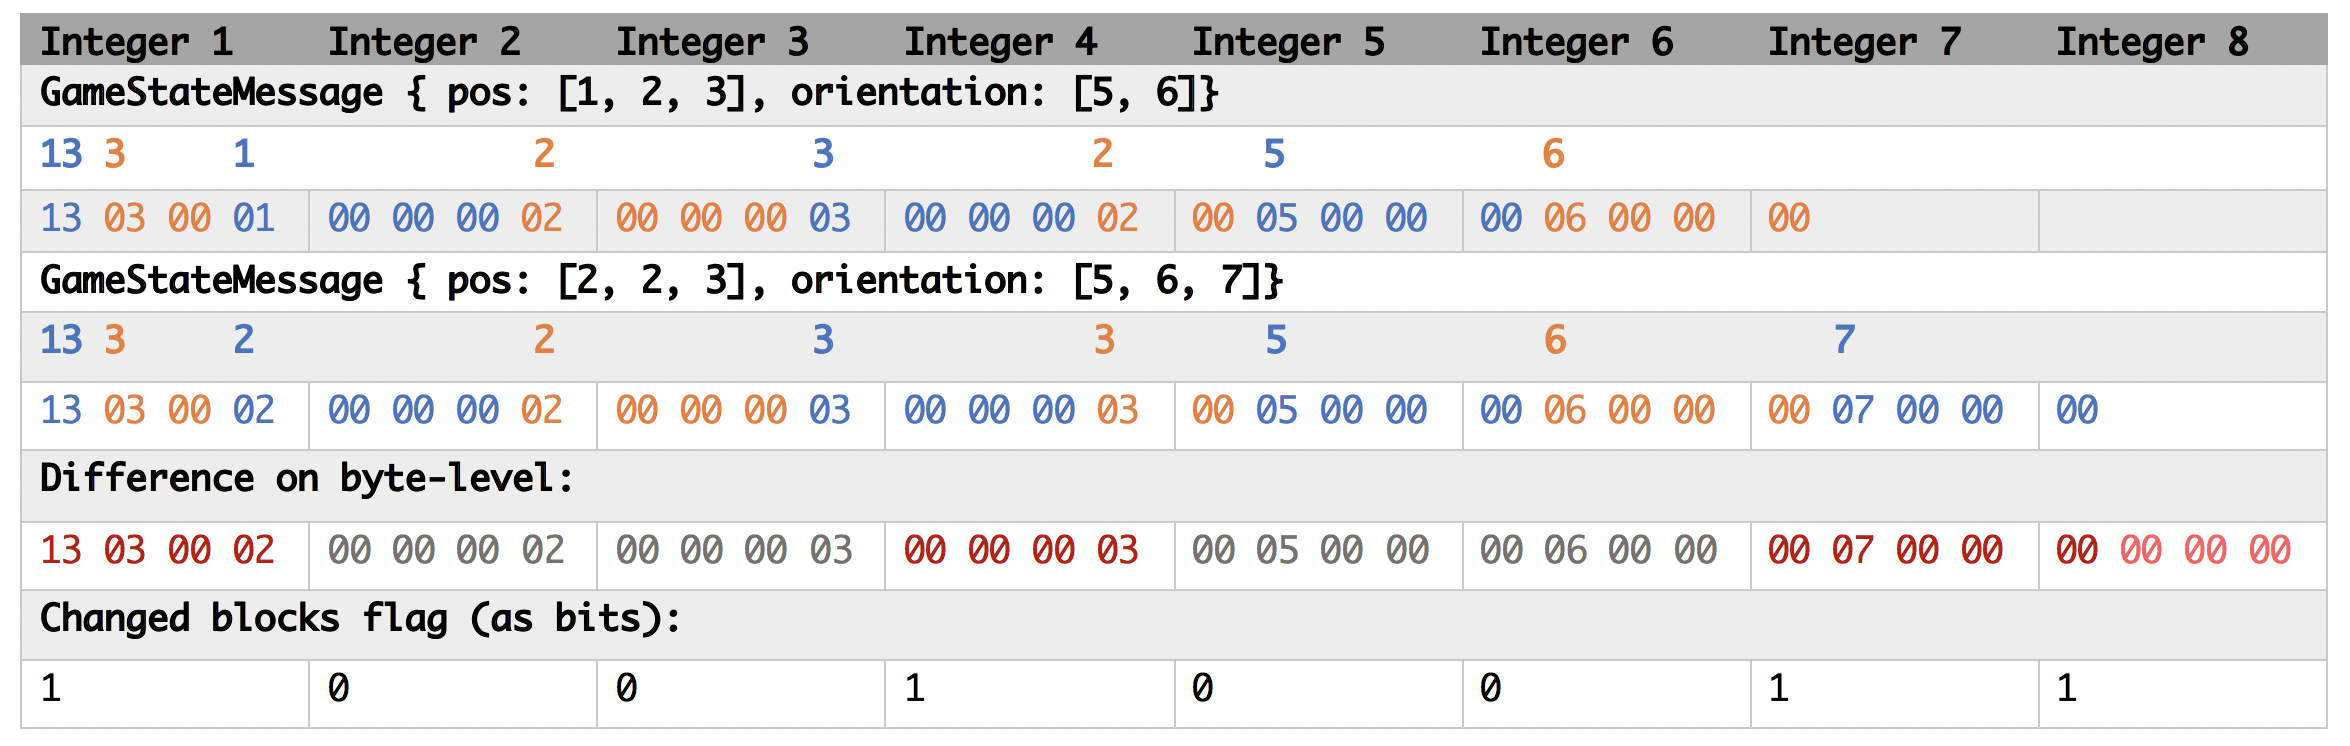 Integer 1 Integer 2 Integer 3 Integer 4 Integer 5 Integer 6 Integer 7 Integer 8
GameStateMessage { pos: [1, 2, 3], orientation: [5, 6]}
13 3 1 2 3 2 5 6
13 03 00 01 00 00 00 02 00 00 00 03 00 00 00 02 00 05 00 00 00 06 00 00 00
GameStateMessage { pos: [2, 2, 3], orientation: [5, 6, 7]}
13 3 2 2 3 3 5 6 7
13 03 00 02 00 00 00 02 00 00 00 03 00 00 00 03 00 05 00 00 00 06 00 00 00 07 00 00 00
Difference on byte-level:
13 03 00 02 00 00 00 02 00 00 00 03 00 00 00 03 00 05 00 00 00 06 00 00 00 07 00 00 00 00 00 00
Changed blocks flag (as bits):
1 0 0 1 0 0 1 1